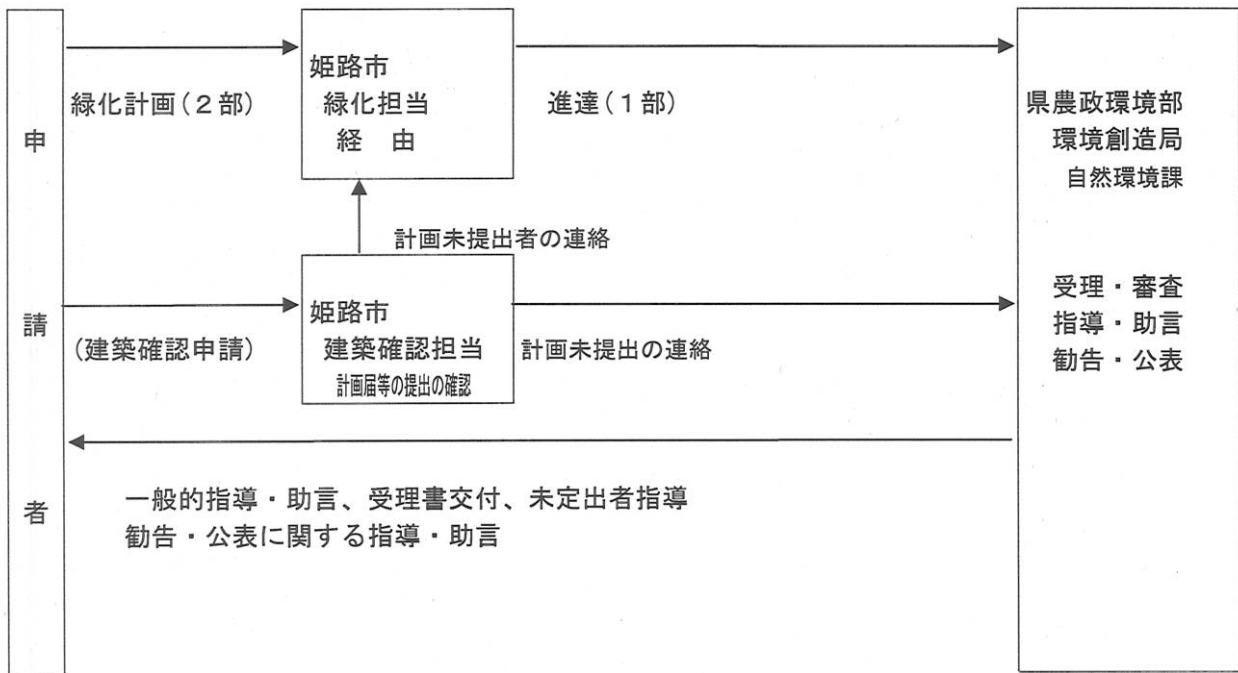 申請者
緑化計画(2部)
姫路市
緑化担当
経 由
進達(1部)
県農政環境部
環境創造局
自然環境課
計画未提出者の連絡
(建築確認申請)
姫路市
建築確認担当
計画届等の提出の確認
計画未提出の連絡
受理・審査
指導・助言
勧告・公表
一般的指導・助言、受理書交付、未定出者指導
勧告・公表に関する指導・助言